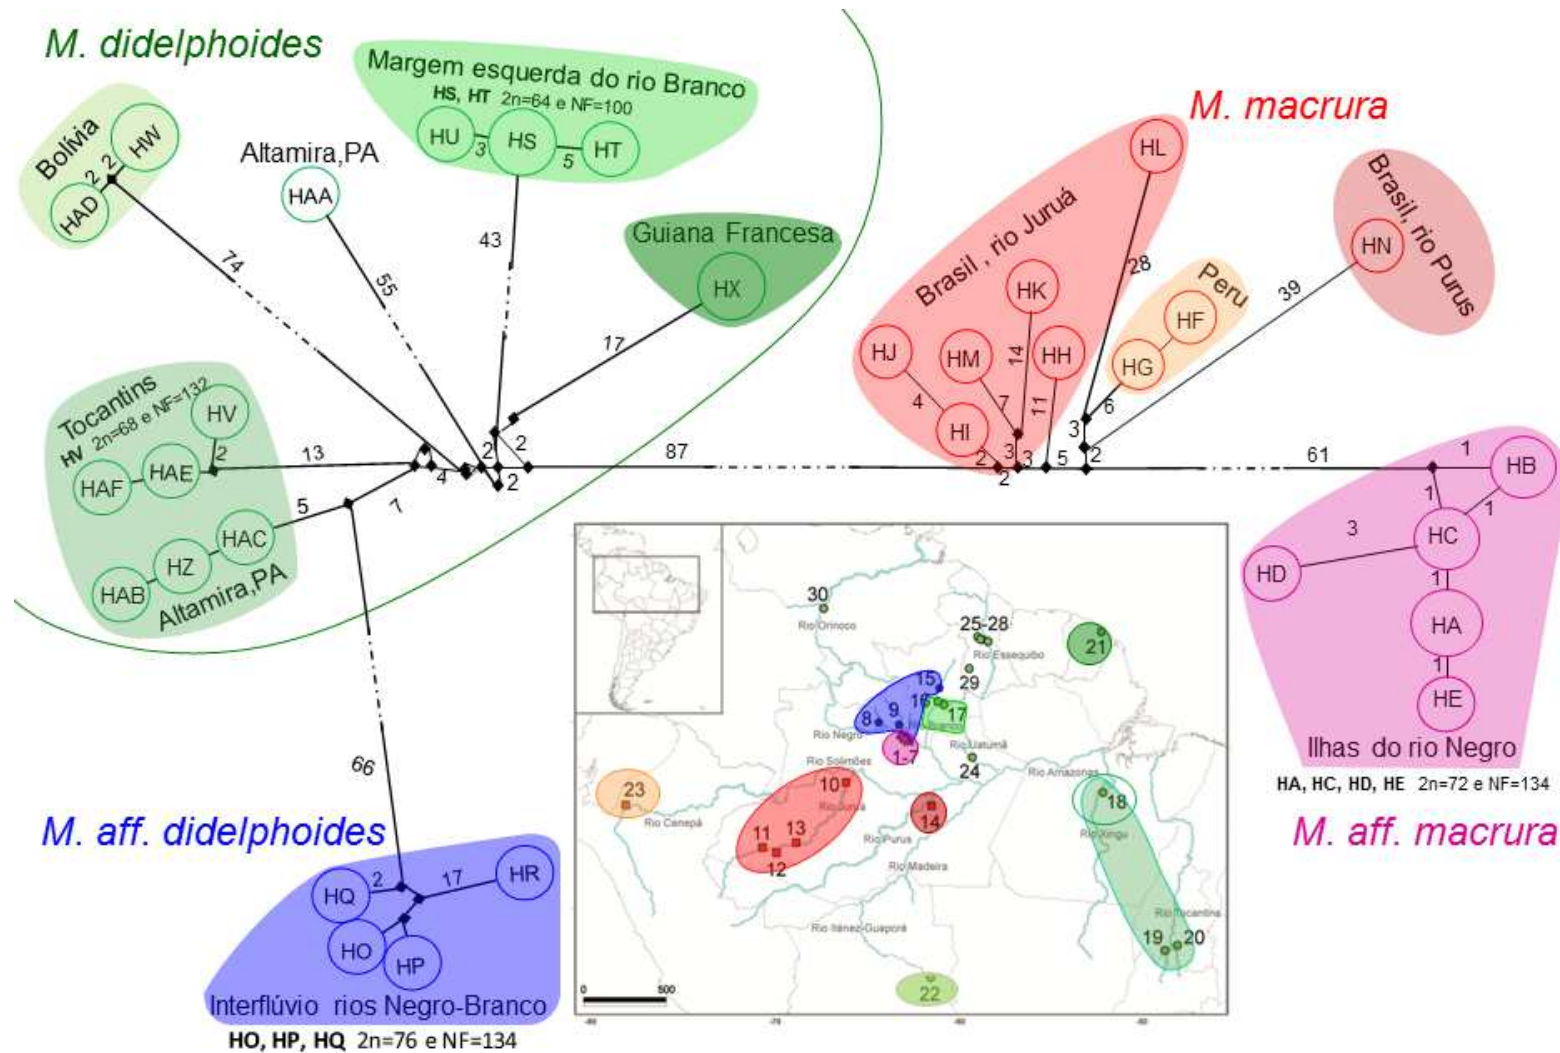 M. didelphoides
Margem esquerda do rio Branco
HS, HT 2n=64 e NF=100
HU
3
HS
5
HT
Bolívia
HW
2
2
HAD
Altamira,PA
HAA
74
55
43
Guiana Francesa
HX
17
Tocantins
HV 2n=68 e NF=132
HV
2
HAE
HAF
13
5
HAC
HZ
HAB
Altamira,PA
7
4
2
2
2
87
66
M. macrura
HL
Brasil, rio Juruá
HK
HJ
HM
HH
HI
4
7
14
11
28
2
3
2
3
5
3
2
6
Peru
HF
HG
39
Brasil, rio Purus
HN
61
1
HB
1
1
HC
3
HD
1
HA
1
HE
Ilhas do rio Negro
HA, HC, HD, HE 2n=72 e NF=134
M. aff. macrura
M. aff. didelphoides
HQ
2
17
HR
HO
HP
Interflúvio rios Negro-Branco
HO, HP, HQ 2n=76 e NF=134
30
Rio Orinoco
25-28
Rio Essequibo
21
29
15
16
17
8
9
Rio Negro
1-7
Rio Uatumã
24
Rio Solimões
Rio Amazonas
10
23
Rio Cenepá
Rio Juruá
18
Rio Xingu
11
13
12
14
Rio Purus
Rio Madeira
Rio Iténez-Guaporé
Rio Tocantins
19
20
22
0 500